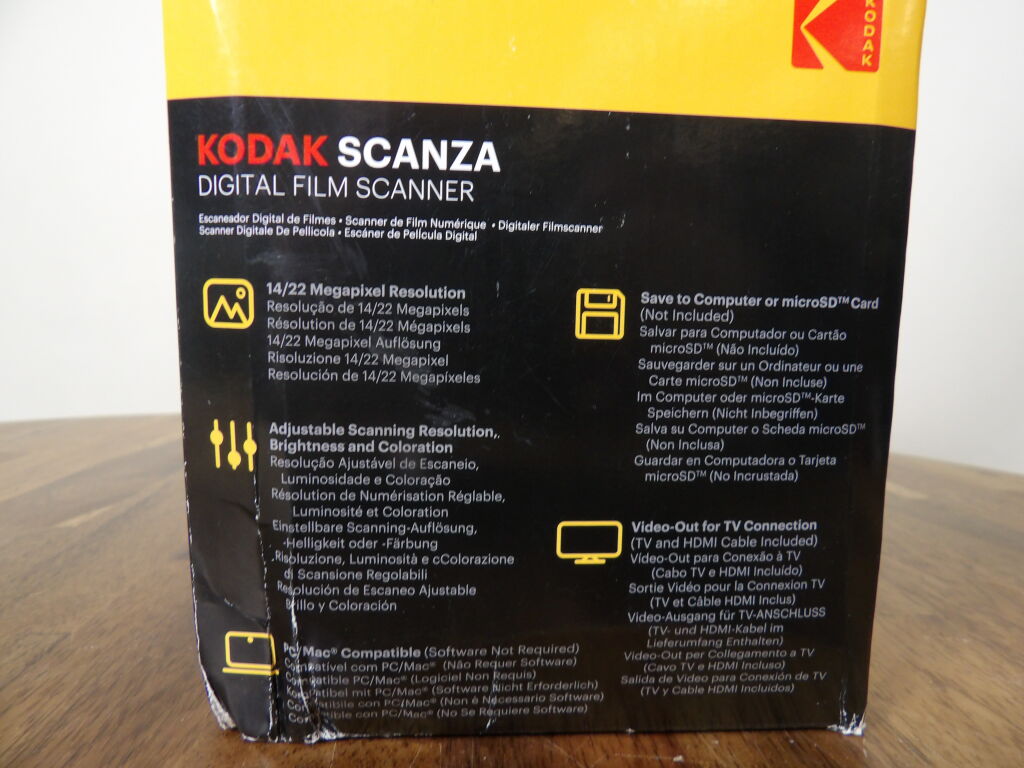 KODAK
KODAK SCANZA
DIGITAL FILM SCANNER
Escaneador Digital de Filmes • Scanner de Film Numérique • Digitaler Filmscanner
Scanner Digitale De Pellicola • Escáner de Película Digital
14/22 Megapixel Resolution
Resolução de 14/22 Megapixels
Résolution de 14/22 Mégapixels
14/22 Megapixel Auflösung
Risoluzione 14/22 Megapixel
Resolución de 14/22 Megapíxeles
Adjustable Scanning Resolution,
Brightness and Coloration
Resolução Ajustável de Escaneio,
Luminosidade e Coloração
Résolution de Numérisation Réglable,
Luminosité et Coloration
Einstellbare Scanning-Auflösung,
-Helligkeit oder -Färbung
Risoluzione, Luminosità e cColorazione
di Scansione Regolabili
Resolución de Escaneo Ajustable
Brillo y Coloración
PC/Mac® Compatible (Software Not Required)
Compatível com PC/Mac® (Não Requer Software)
Compatible PC/Mac® (Logiciel Non Requis)
Kompatibel mit PC/Mac® (Software Nicht Erforderlich)
Compatibile con PC/Mac® (Non è Necessario Software)
con PC/Mac® (No Se Requiere Software)
Save to Computer or microSD™ Card
(Not Included)
Salvar para Computador ou Cartão
microSD™ (Não Incluído)
Sauvegarder sur un Ordinateur ou une
Carte microSD™ (Non Incluse)
Im Computer oder microSD™-Karte
Speichern (Nicht Inbegriffen)
Salva su Computer o Scheda microSD™
(Non Inclusa)
Guardar en Computadora o Tarjeta
microSD™ (No Incrustada)
Video-Out for TV Connection
(TV and HDMI Cable Included)
Vídeo-Out para Conexão à TV
(Cabo TV e HDMI Incluído)
Sortie Vidéo pour la Connexion TV
(TV et Câble HDMI Inclus)
Video-Ausgang für TV-ANSCHLUSS
(TV- und HDMI-Kabel im
Lieferumfang Enthalten)
Video-Out per Collegamento a TV
(Cavo TV e HDMI Incluso)
Salida de Video para Conexión de TV
(TV y Cable HDMI Incluidos)